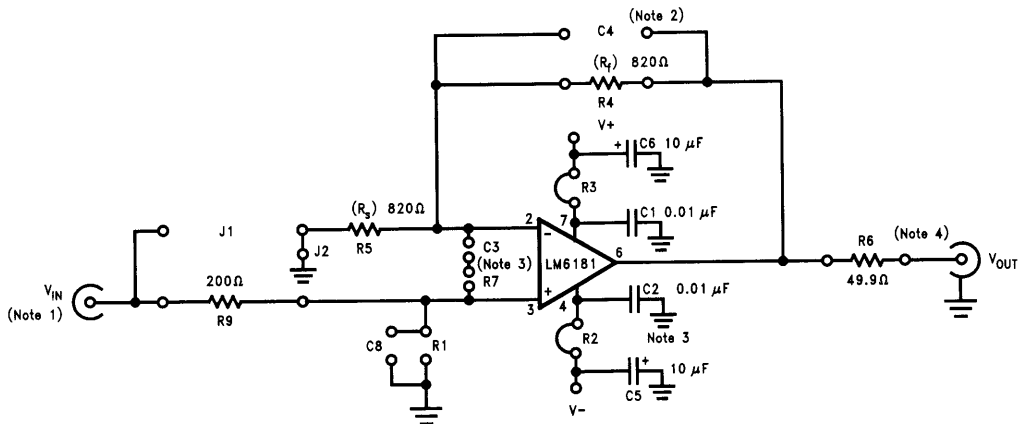 C4 (Note 2)
(Rf) 820Ω
R4
V+
+ C6 10 μF
R3
(Rs) 820Ω
7 C1 0.01 μF
J1
J2
R5
2 −
C3
(Note 3)
R7
LM6181
6
R6 (Note 4)
49.9Ω
VOUT
VIN
(Note 1)
200Ω
R9
+
3
4
C2 0.01 μF
Note 3
C8 R1
R2
+ 10 μF
C5
V−